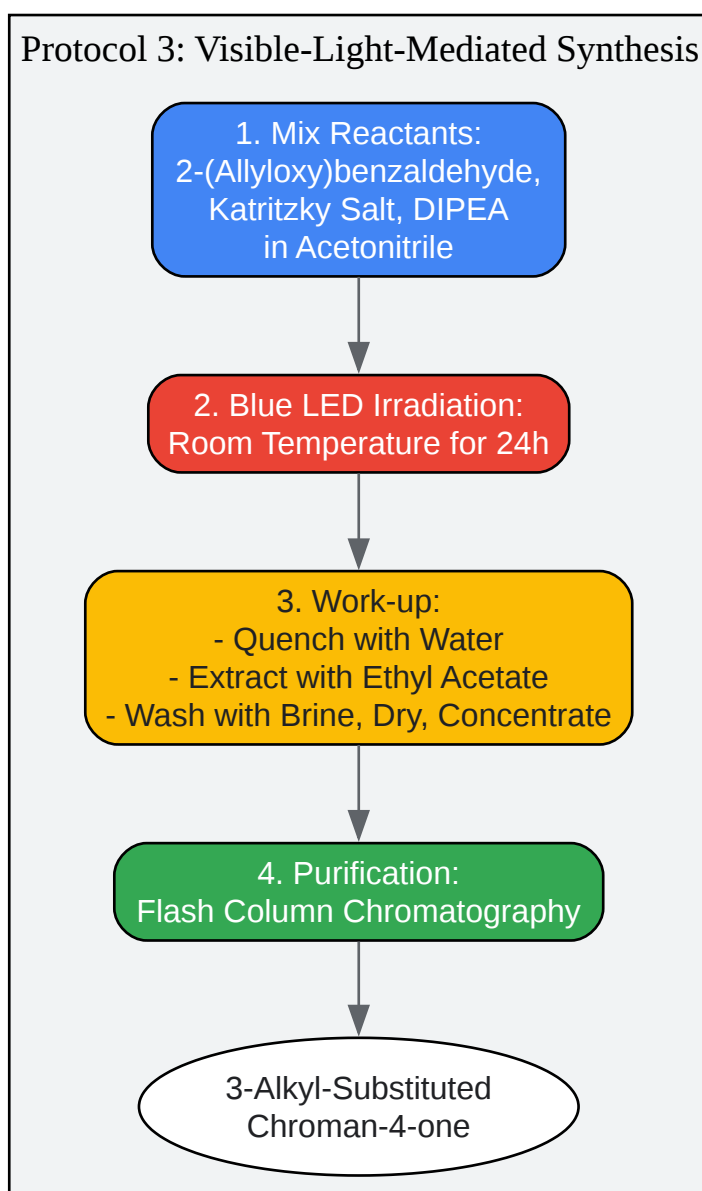 Protocol 3: Visible-Light-Mediated Synthesis
1. Mix Reactants:
2-(Allyloxy)benzaldehyde,
Katritzky Salt, DIPEA
in Acetonitrile
2. Blue LED Irradiation:
Room Temperature for 24h
3. Work-up:
- Quench with Water
- Extract with Ethyl Acetate
- Wash with Brine, Dry, Concentrate
4. Purification:
Flash Column Chromatography
3-Alkyl-Substituted
Chroman-4-one